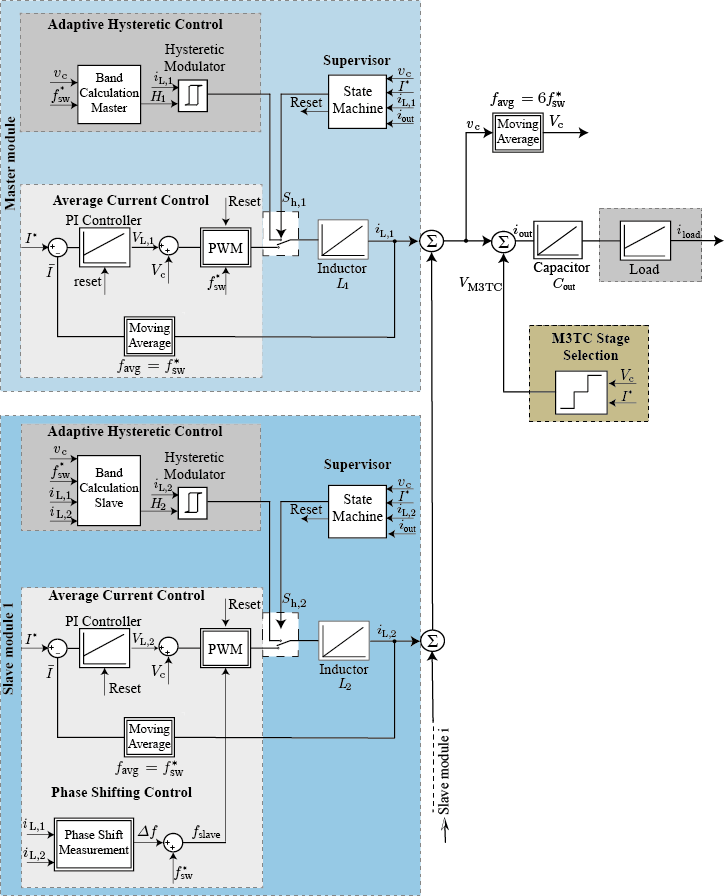 Master module
Adaptive Hysteretic Control
v_c
f*_sw
Band
Calculation
Master
i_L,1
H_1
Hysteretic
Modulator
Supervisor
State
Machine
v_c
I*
i_L,1
i_out
Reset
S_h,1
Average Current Control
PI Controller
I*
+
−
Ī
reset
V_L,1
+
+
V_c
Reset
PWM
f*_sw
Inductor
L_1
i_L,1
Moving
Average
f_avg = f*_sw
Σ
f_avg = 6f*_sw
v_c
Moving
Average
V_c
Σ
i_out
Capacitor
C_out
Load
i_load
V_M3TC
M3TC Stage
Selection
V_c
I*
Slave module 1
Adaptive Hysteretic Control
v_c
f*_sw
i_L,1
i_L,2
Band
Calculation
Slave
i_L,2
H_2
Hysteretic
Modulator
Supervisor
State
Machine
v_c
I*
i_L,2
i_out
Reset
S_h,2
Average Current Control
PI Controller
I*
+
−
Ī
Reset
V_L,2
+
+
V_c
Reset
PWM
Inductor
L_2
i_L,2
Σ
Moving
Average
f_avg = f*_sw
Phase Shifting Control
i_L,1
i_L,2
Phase Shift
Measurement
Δf
+
+
f*_sw
f_slave
Slave module i